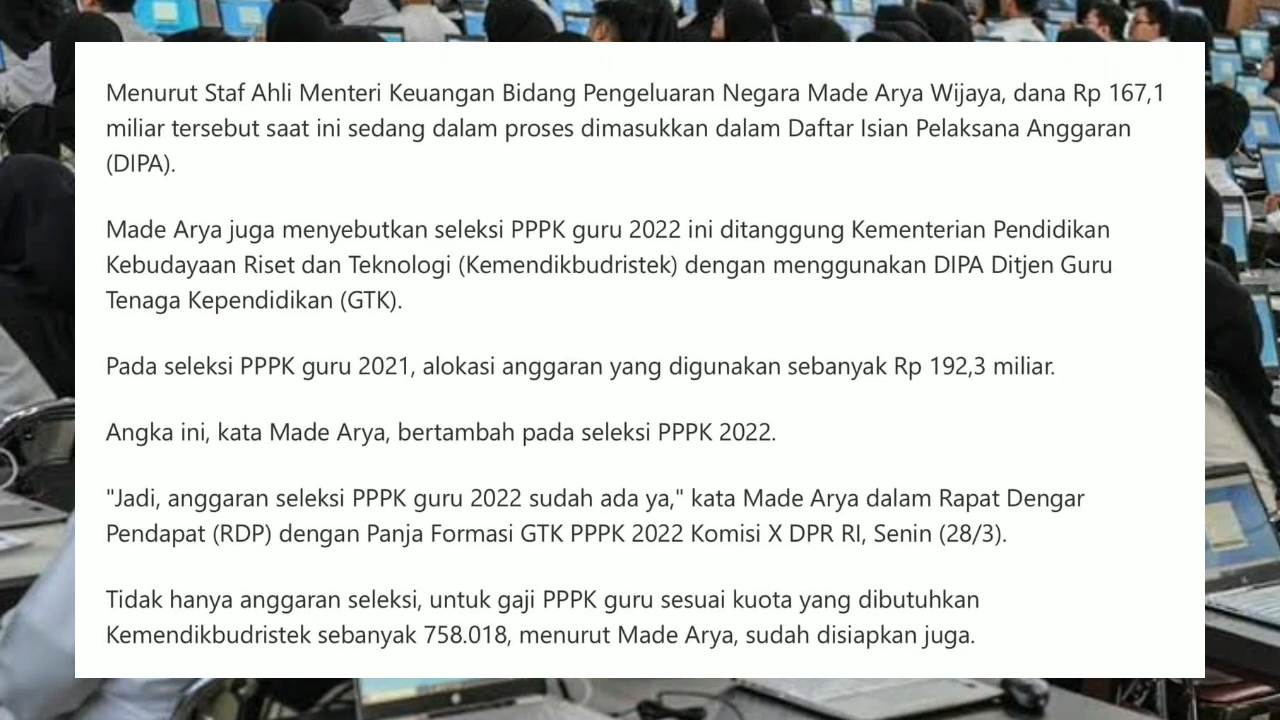 Menurut Staf Ahli Menteri Keuangan Bidang Pengeluaran Negara Made Arya Wijaya, dana Rp 167,1
miliar tersebut saat ini sedang dalam proses dimasukkan dalam Daftar Isian Pelaksana Anggaran
(DIPA).
Made Arya juga menyebutkan seleksi PPPK guru 2022 ini ditanggung Kementerian Pendidikan
Kebudayaan Riset dan Teknologi (Kemendikbudristek) dengan menggunakan DIPA Ditjen Guru
Tenaga Kependidikan (GTK).
Pada seleksi PPPK guru 2021, alokasi anggaran yang digunakan sebanyak Rp 192,3 miliar.
Angka ini, kata Made Arya, bertambah pada seleksi PPPK 2022.
"Jadi, anggaran seleksi PPPK guru 2022 sudah ada ya," kata Made Arya dalam Rapat Dengar
Pendapat (RDP) dengan Panja Formasi GTK PPPK 2022 Komisi X DPR RI, Senin (28/3).
Tidak hanya anggaran seleksi, untuk gaji PPPK guru sesuai kuota yang dibutuhkan
Kemendikbudristek sebanyak 758.018, menurut Made Arya, sudah disiapkan juga.